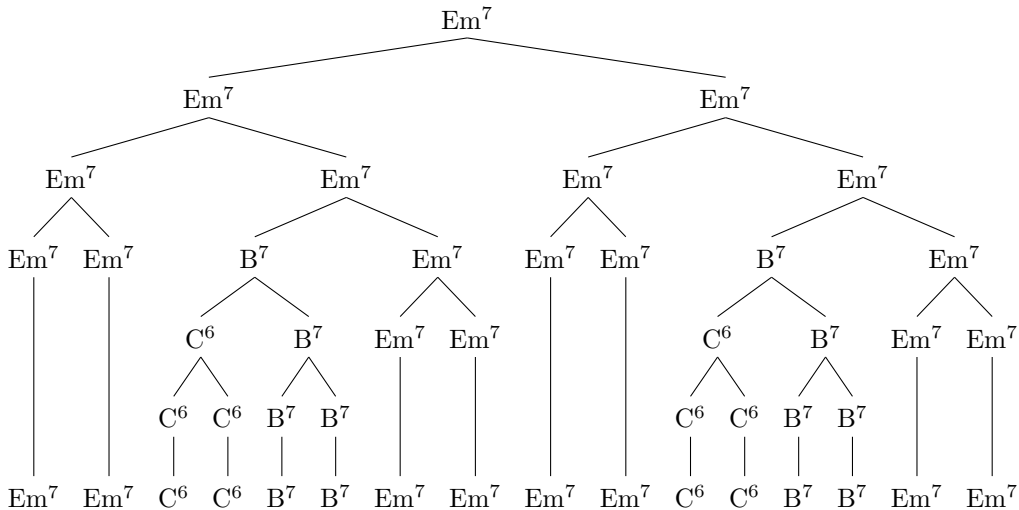 Em⁷
Em⁷ Em⁷
Em⁷ Em⁷ Em⁷ Em⁷
Em⁷ Em⁷ B⁷ Em⁷ Em⁷ Em⁷ B⁷ Em⁷
C⁶ B⁷ Em⁷ Em⁷ C⁶ B⁷ Em⁷ Em⁷
C⁶ C⁶ B⁷ B⁷ C⁶ C⁶ B⁷ B⁷
Em⁷ Em⁷ C⁶ C⁶ B⁷ B⁷ Em⁷ Em⁷ Em⁷ Em⁷ C⁶ C⁶ B⁷ B⁷ Em⁷ Em⁷